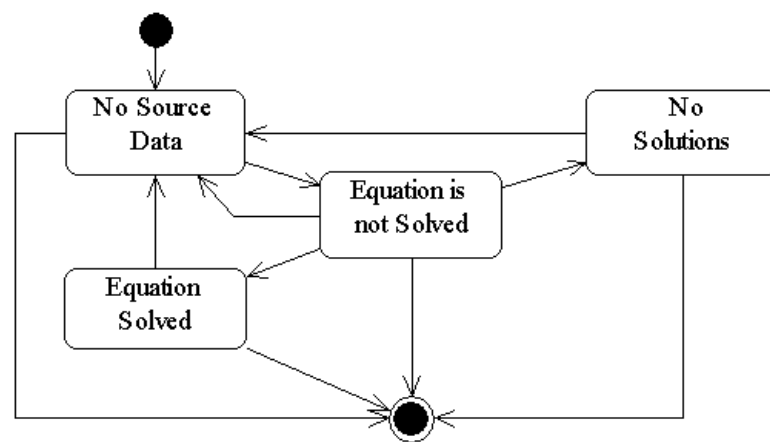 No Source
Data
No
Solutions
Equation is
not Solved
Equation
Solved